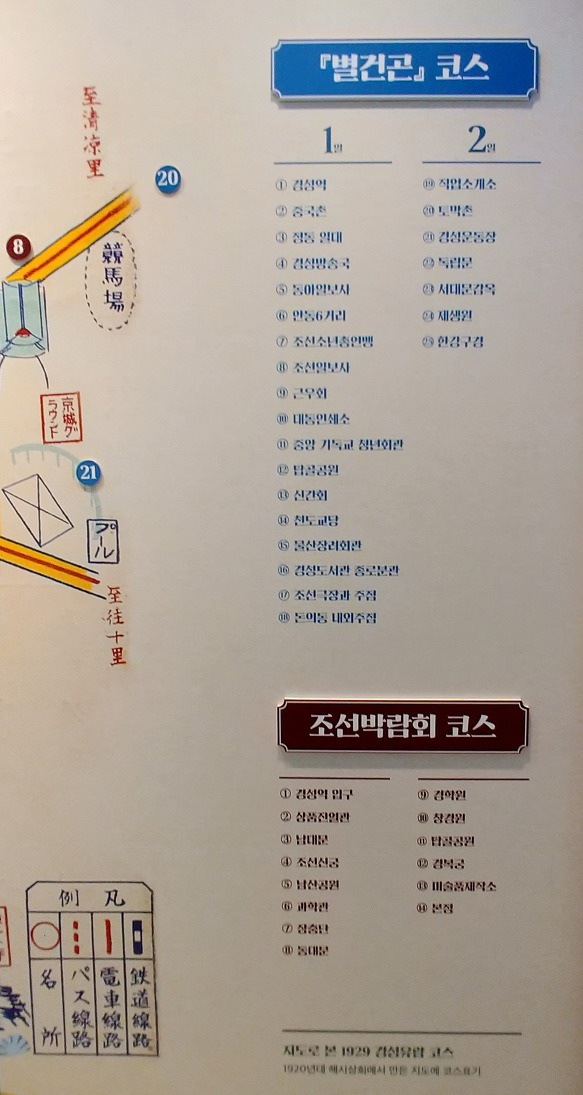 至清凉里
20
8
競馬場
京城グ
ラウンド
21
プール
至往十里
例 凡
名所
バス線路
電車線路
鉄道線路
『별건곤』 코스
1일
① 경성역
② 중국촌
③ 정동 일대
④ 경성방송국
⑤ 동아일보사
⑥ 안동6거리
⑦ 조선소년총연맹
⑧ 조선일보사
⑨ 근우회
⑩ 대동인쇄소
⑪ 중앙 기독교 청년회관
⑫ 탑골공원
⑬ 신간회
⑭ 천도교당
⑮ 물산장려회관
⑯ 경성도서관 종로분관
⑰ 조선극장과 주점
⑱ 돈의동 내외주점
2일
⑲ 직업소개소
⑳ 토막촌
㉑ 경성운동장
㉒ 독립문
㉓ 서대문감옥
㉔ 재생원
㉕ 한강구경
조선박람회 코스
① 경성역 입구
② 상품진열관
③ 남대문
④ 조선신궁
⑤ 남산공원
⑥ 과학관
⑦ 장충단
⑧ 동대문
⑨ 경학원
⑩ 창경원
⑪ 탑골공원
⑫ 경복궁
⑬ 미술품제작소
⑭ 본정
지도로 본 1929 경성유람 코스
1920년대 해시상회에서 만든 지도에 코스표기